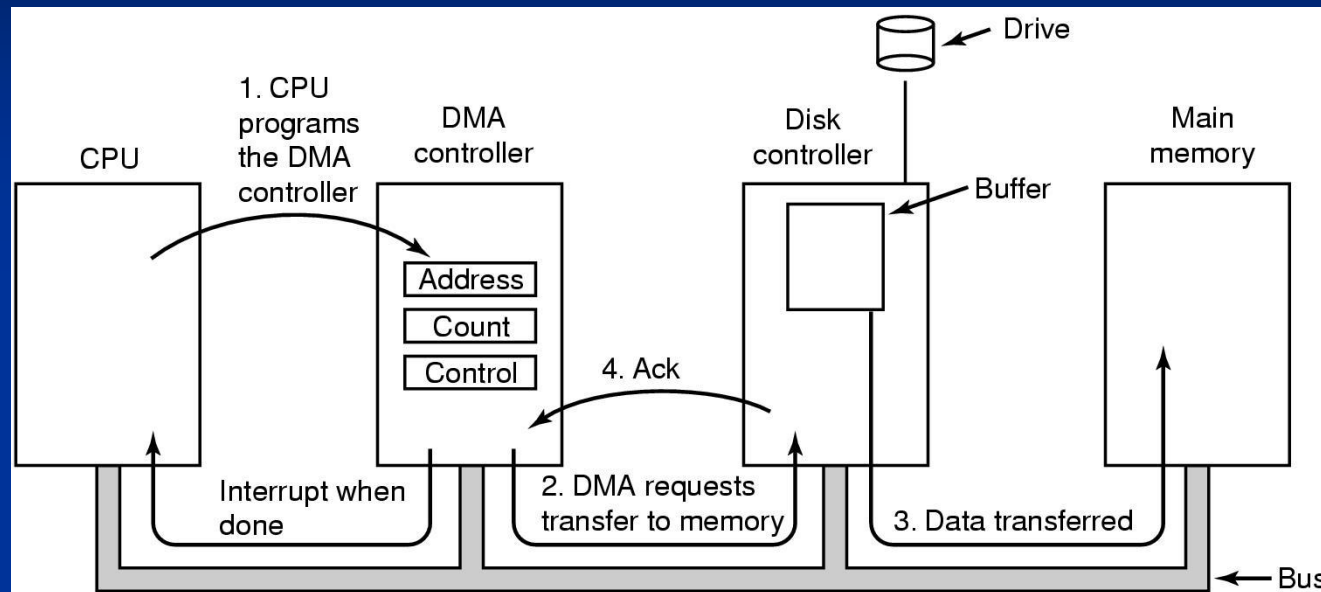 Drive
1. CPU
programs
the DMA
controller
CPU
DMA
controller
Disk
controller
Main
memory
Buffer
Address
Count
Control
4. Ack
Interrupt when
done
2. DMA requests
transfer to memory
3. Data transferred
Bus